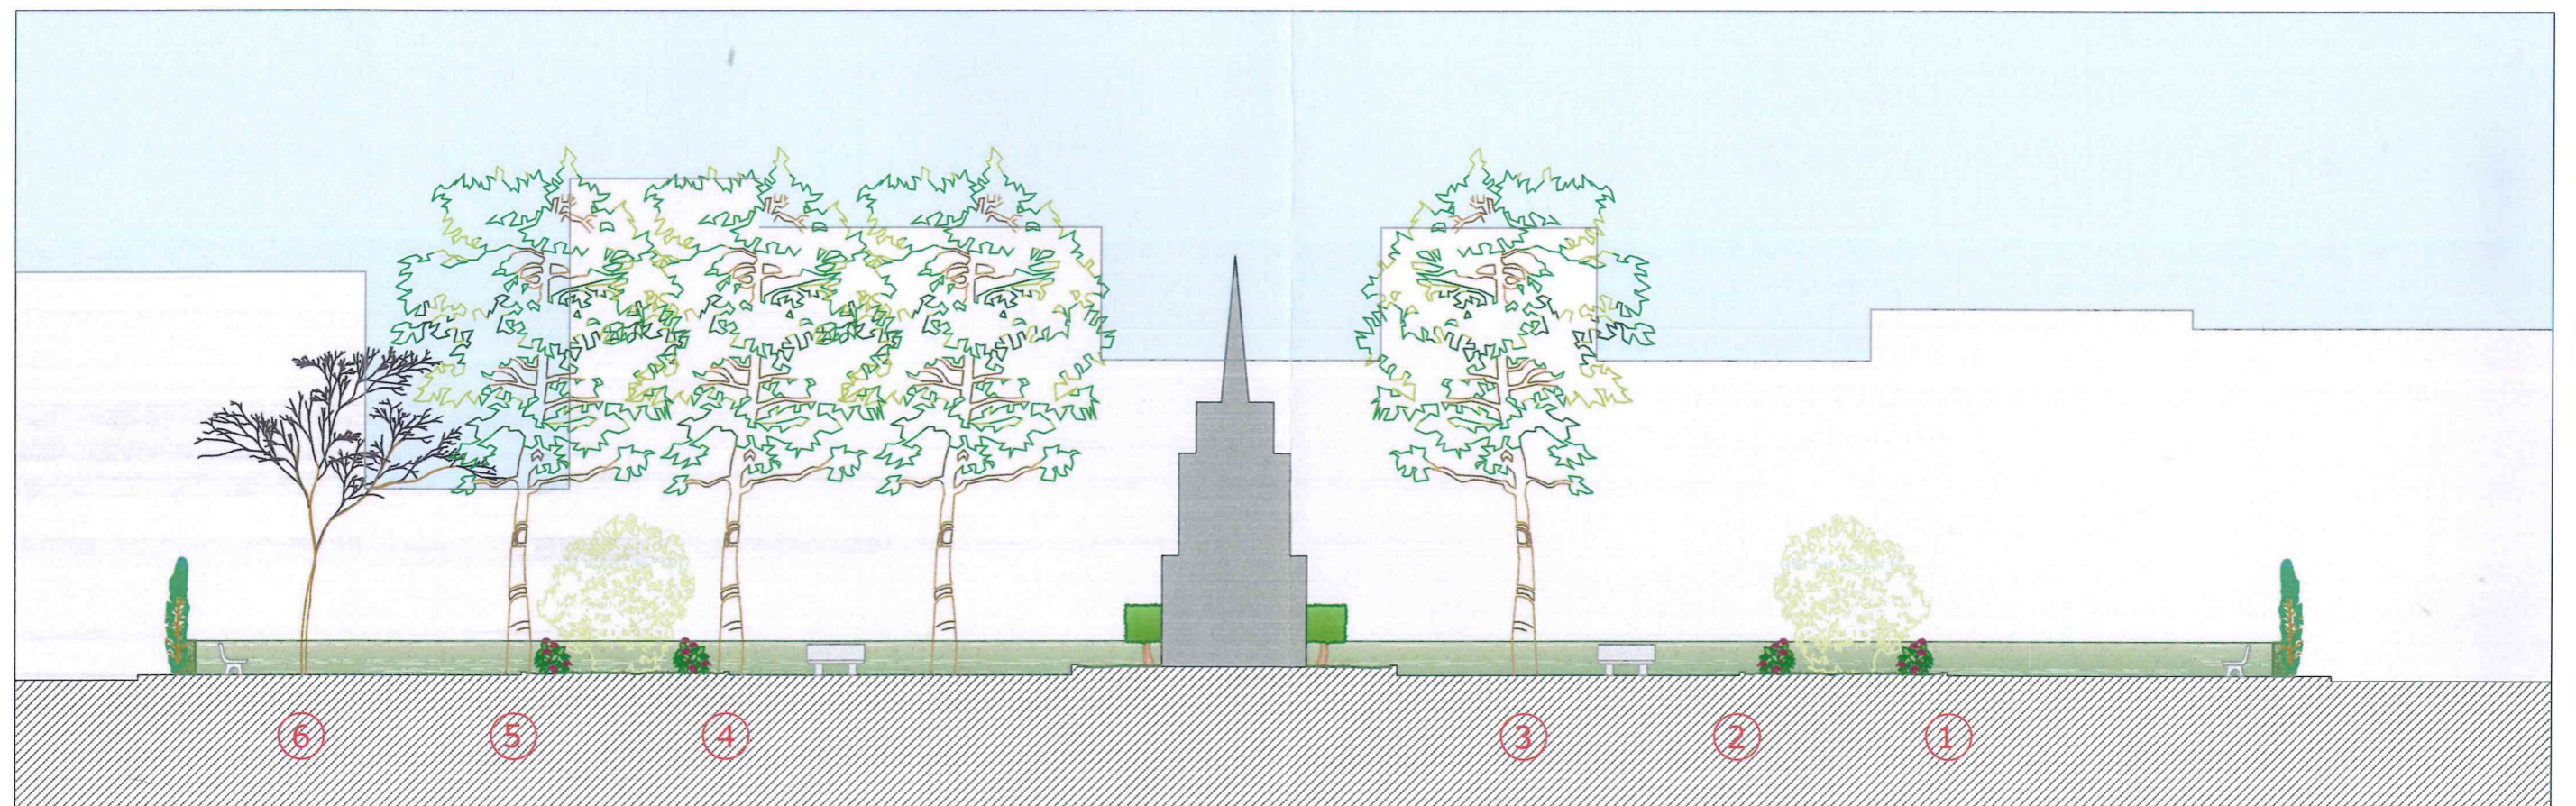 ⑥ ⑤ ④ ③ ② ①